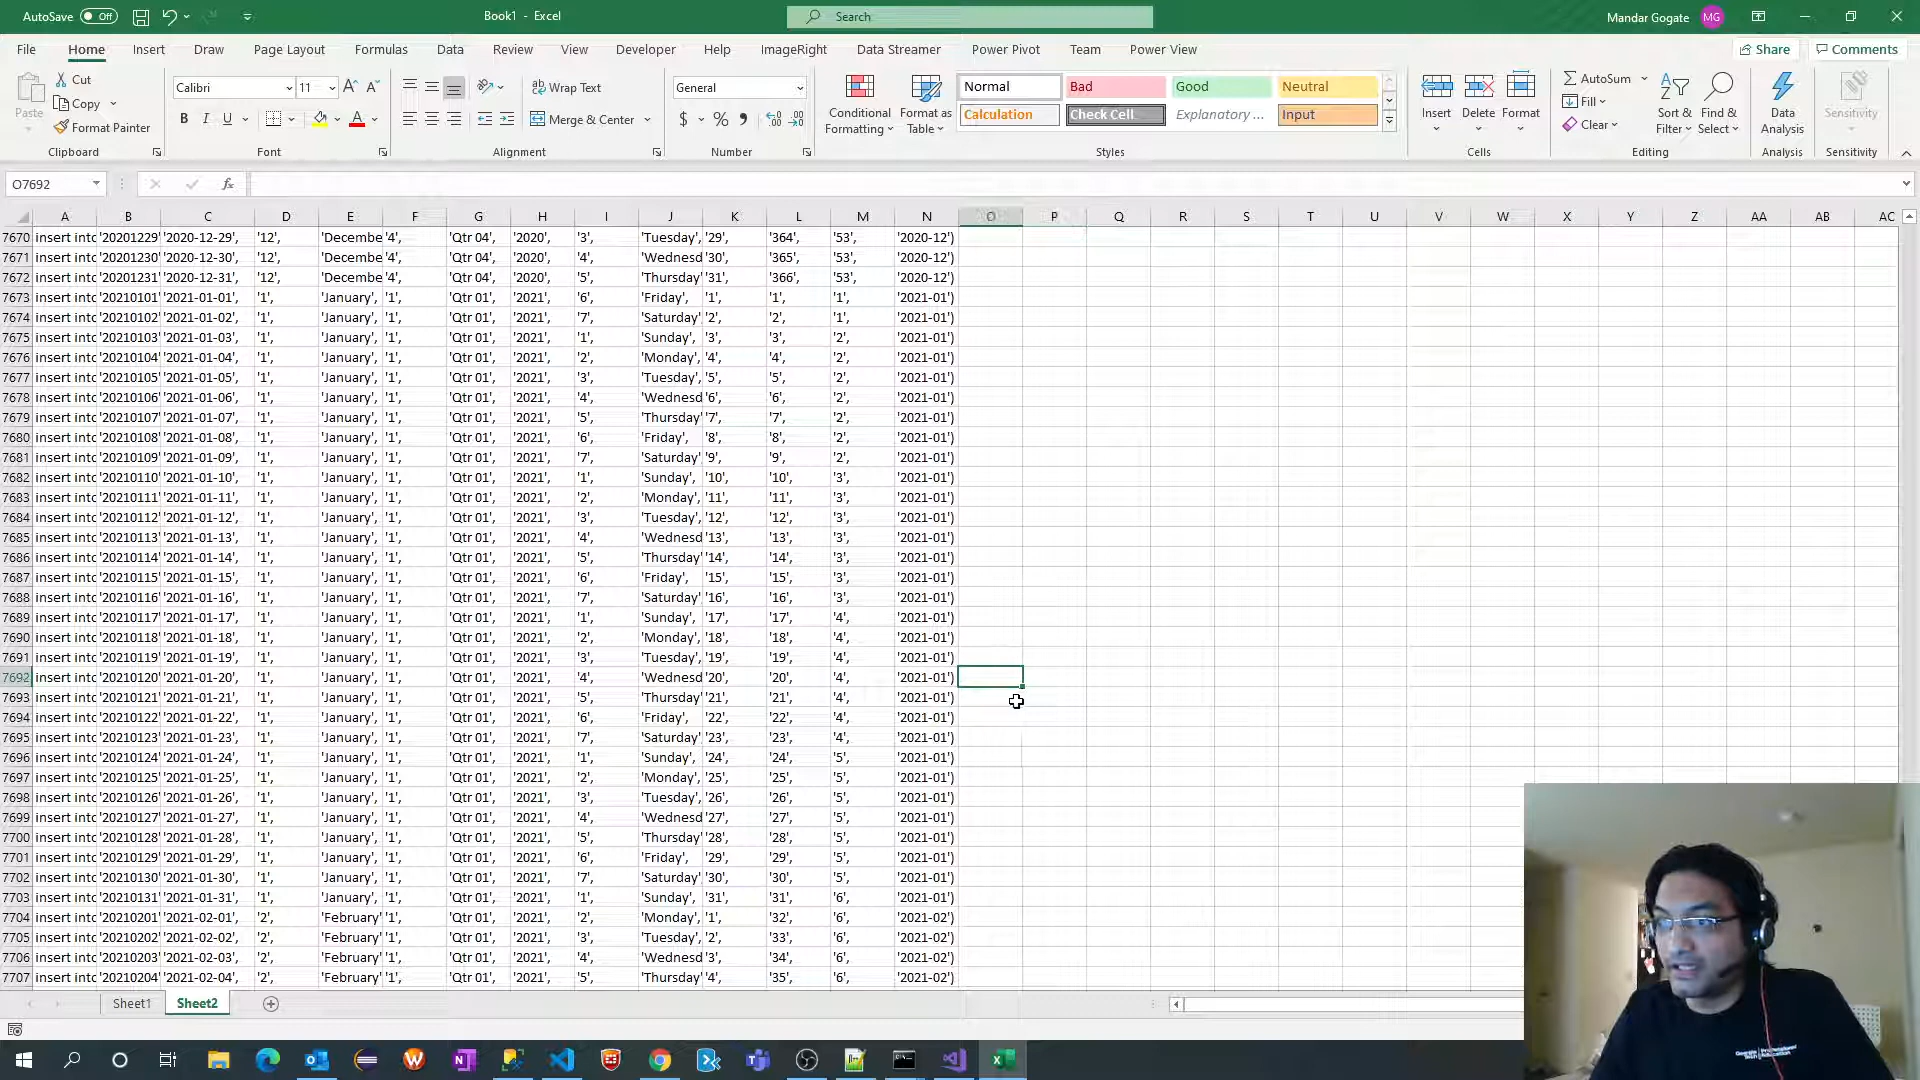 AutoSave Off Book1 - Excel Search Mandar Gogate MG
File Home Insert Draw Page Layout Formulas Data Review View Developer Help ImageRight Data Streamer Power Pivot Team Power View Share Comments
Paste Cut Copy Format Painter
Calibri 11 General
B I U Wrap Text Merge & Center $ %
Conditional Formatting Format as Table
Normal Bad Good Neutral
Calculation Check Cell Explanatory ... Input
Insert Delete Format
AutoSum Fill Clear
Sort & Filter Find & Select Data Analysis Sensitivity
Clipboard Font Alignment Number Styles Cells Editing Analysis Sensitivity
O7692 fx
A B C D E F G H I J K L M N O P Q R S T U V W X Y Z AA AB AC
7670 insert into '20201229' '2020-12-29', '12', 'Decembe '4', 'Qtr 04', '2020', '3', 'Tuesday', '29', '364', '53', '2020-12')
7671 insert into '20201230' '2020-12-30', '12', 'Decembe '4', 'Qtr 04', '2020', '4', 'Wednesd '30', '365', '53', '2020-12')
7672 insert into '20201231' '2020-12-31', '12', 'Decembe '4', 'Qtr 04', '2020', '5', 'Thursday' '31', '366', '53', '2020-12')
7673 insert into '20210101' '2021-01-01', '1', 'January', '1', 'Qtr 01', '2021', '6', 'Friday', '1', '1', '1', '2021-01')
7674 insert into '20210102' '2021-01-02', '1', 'January', '1', 'Qtr 01', '2021', '7', 'Saturday' '2', '2', '1', '2021-01')
7675 insert into '20210103' '2021-01-03', '1', 'January', '1', 'Qtr 01', '2021', '1', 'Sunday', '3', '3', '2', '2021-01')
7676 insert into '20210104' '2021-01-04', '1', 'January', '1', 'Qtr 01', '2021', '2', 'Monday', '4', '4', '2', '2021-01')
7677 insert into '20210105' '2021-01-05', '1', 'January', '1', 'Qtr 01', '2021', '3', 'Tuesday', '5', '5', '2', '2021-01')
7678 insert into '20210106' '2021-01-06', '1', 'January', '1', 'Qtr 01', '2021', '4', 'Wednesd '6', '6', '2', '2021-01')
7679 insert into '20210107' '2021-01-07', '1', 'January', '1', 'Qtr 01', '2021', '5', 'Thursday' '7', '7', '2', '2021-01')
7680 insert into '20210108' '2021-01-08', '1', 'January', '1', 'Qtr 01', '2021', '6', 'Friday', '8', '8', '2', '2021-01')
7681 insert into '20210109' '2021-01-09', '1', 'January', '1', 'Qtr 01', '2021', '7', 'Saturday' '9', '9', '2', '2021-01')
7682 insert into '20210110' '2021-01-10', '1', 'January', '1', 'Qtr 01', '2021', '1', 'Sunday', '10', '10', '3', '2021-01')
7683 insert into '20210111' '2021-01-11', '1', 'January', '1', 'Qtr 01', '2021', '2', 'Monday', '11', '11', '3', '2021-01')
7684 insert into '20210112' '2021-01-12', '1', 'January', '1', 'Qtr 01', '2021', '3', 'Tuesday', '12', '12', '3', '2021-01')
7685 insert into '20210113' '2021-01-13', '1', 'January', '1', 'Qtr 01', '2021', '4', 'Wednesd '13', '13', '3', '2021-01')
7686 insert into '20210114' '2021-01-14', '1', 'January', '1', 'Qtr 01', '2021', '5', 'Thursday' '14', '14', '3', '2021-01')
7687 insert into '20210115' '2021-01-15', '1', 'January', '1', 'Qtr 01', '2021', '6', 'Friday', '15', '15', '3', '2021-01')
7688 insert into '20210116' '2021-01-16', '1', 'January', '1', 'Qtr 01', '2021', '7', 'Saturday' '16', '16', '3', '2021-01')
7689 insert into '20210117' '2021-01-17', '1', 'January', '1', 'Qtr 01', '2021', '1', 'Sunday', '17', '17', '4', '2021-01')
7690 insert into '20210118' '2021-01-18', '1', 'January', '1', 'Qtr 01', '2021', '2', 'Monday', '18', '18', '4', '2021-01')
7691 insert into '20210119' '2021-01-19', '1', 'January', '1', 'Qtr 01', '2021', '3', 'Tuesday', '19', '19', '4', '2021-01')
7692 insert into '20210120' '2021-01-20', '1', 'January', '1', 'Qtr 01', '2021', '4', 'Wednesd '20', '20', '4', '2021-01')
7693 insert into '20210121' '2021-01-21', '1', 'January', '1', 'Qtr 01', '2021', '5', 'Thursday' '21', '21', '4', '2021-01')
7694 insert into '20210122' '2021-01-22', '1', 'January', '1', 'Qtr 01', '2021', '6', 'Friday', '22', '22', '4', '2021-01')
7695 insert into '20210123' '2021-01-23', '1', 'January', '1', 'Qtr 01', '2021', '7', 'Saturday' '23', '23', '4', '2021-01')
7696 insert into '20210124' '2021-01-24', '1', 'January', '1', 'Qtr 01', '2021', '1', 'Sunday', '24', '24', '5', '2021-01')
7697 insert into '20210125' '2021-01-25', '1', 'January', '1', 'Qtr 01', '2021', '2', 'Monday', '25', '25', '5', '2021-01')
7698 insert into '20210126' '2021-01-26', '1', 'January', '1', 'Qtr 01', '2021', '3', 'Tuesday', '26', '26', '5', '2021-01')
7699 insert into '20210127' '2021-01-27', '1', 'January', '1', 'Qtr 01', '2021', '4', 'Wednesd '27', '27', '5', '2021-01')
7700 insert into '20210128' '2021-01-28', '1', 'January', '1', 'Qtr 01', '2021', '5', 'Thursday' '28', '28', '5', '2021-01')
7701 insert into '20210129' '2021-01-29', '1', 'January', '1', 'Qtr 01', '2021', '6', 'Friday', '29', '29', '5', '2021-01')
7702 insert into '20210130' '2021-01-30', '1', 'January', '1', 'Qtr 01', '2021', '7', 'Saturday' '30', '30', '5', '2021-01')
7703 insert into '20210131' '2021-01-31', '1', 'January', '1', 'Qtr 01', '2021', '1', 'Sunday', '31', '31', '6', '2021-01')
7704 insert into '20210201' '2021-02-01', '2', 'February' '1', 'Qtr 01', '2021', '2', 'Monday', '1', '32', '6', '2021-02')
7705 insert into '20210202' '2021-02-02', '2', 'February' '1', 'Qtr 01', '2021', '3', 'Tuesday', '2', '33', '6', '2021-02')
7706 insert into '20210203' '2021-02-03', '2', 'February' '1', 'Qtr 01', '2021', '4', 'Wednesd '3', '34', '6', '2021-02')
7707 insert into '20210204' '2021-02-04', '2', 'February' '1', 'Qtr 01', '2021', '5', 'Thursday' '4', '35', '6', '2021-02')
Sheet1 Sheet2